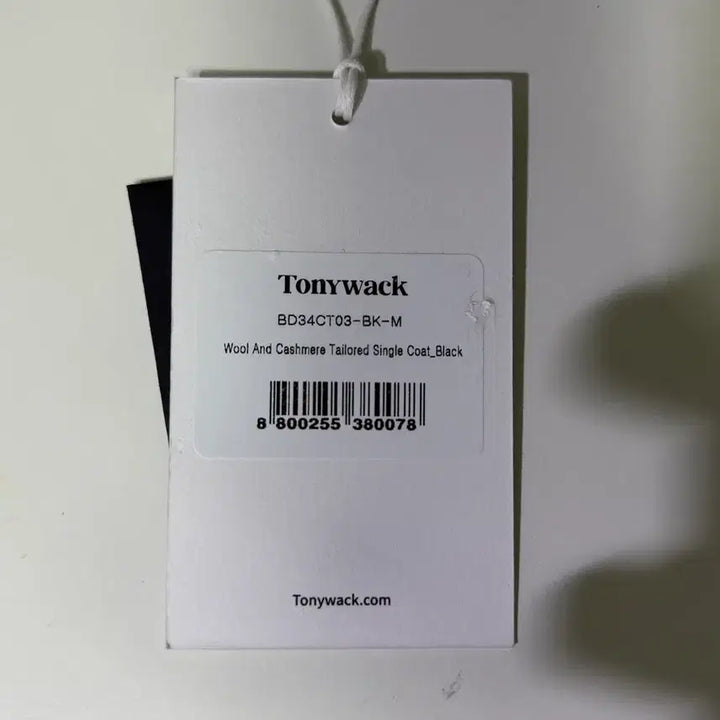 Tonywack
BD34CT03-BK-M
Wool And Cashmere Tailored Single Coat_Black
8 800255 380078
Tonywack.com